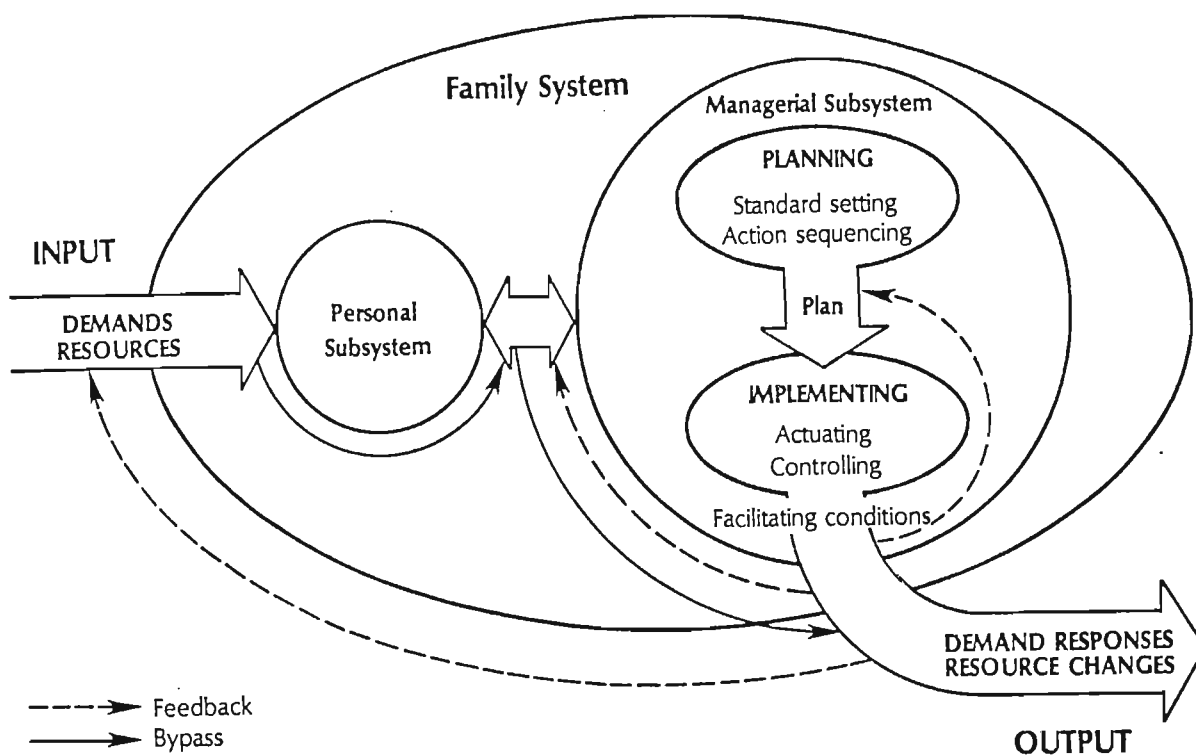 Family System
Managerial Subsystem
PLANNING
Standard setting
Action sequencing
INPUT
DEMANDS
RESOURCES
Personal
Subsystem
Plan
IMPLEMENTING
Actuating
Controlling
Facilitating conditions
DEMAND RESPONSES
RESOURCE CHANGES
OUTPUT
Feedback
Bypass